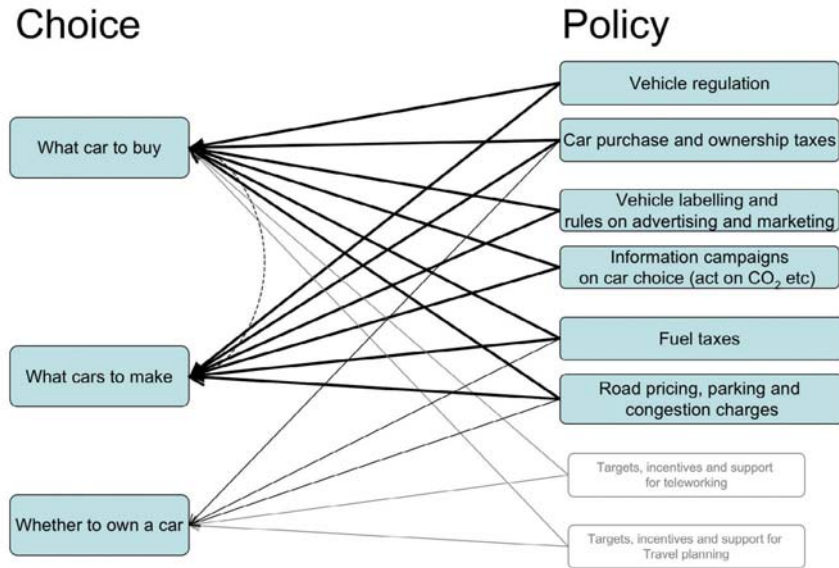 Choice
Policy
What car to buy
What cars to make
Whether to own a car
Vehicle regulation
Car purchase and ownership taxes
Vehicle labelling and
rules on advertising and marketing
Information campaigns
on car choice (act on CO₂ etc)
Fuel taxes
Road pricing, parking and
congestion charges
Targets, incentives and support
for teleworking
Targets, incentives and support for
Travel planning